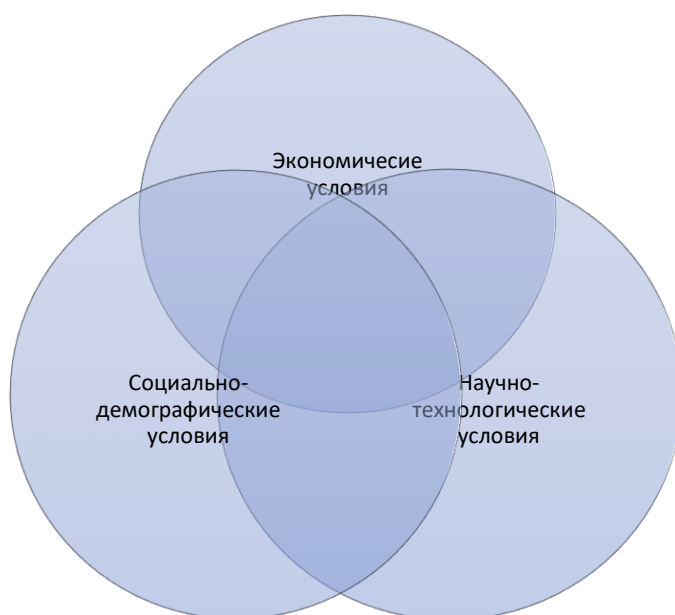 Экономичесие
условия
Социально-
демографические
условия
Научно-
технологические
условия